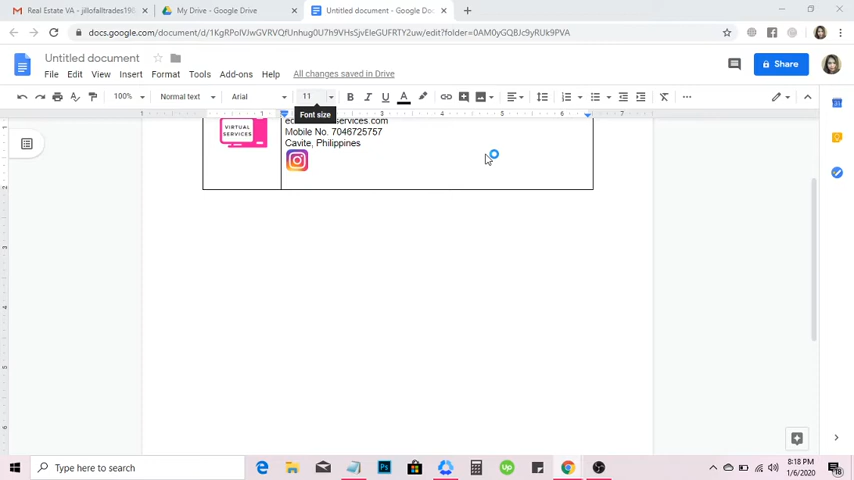 Real Estate VA - jillofalltrades198
My Drive - Google Drive
Untitled document - Google Doc
docs.google.com/document/d/1KgRPolVJwGVRVQfUnhug0U7h9VHsSjvEleGUFRTY2uw/edit?folder=0AM0yGQBJc9yRUk9PVA
Untitled document
File Edit View Insert Format Tools Add-ons Help All changes saved in Drive
Share
100% Normal text Arial 11
Font size
VIRTUAL
SERVICES
services.com
Mobile No. 7046725757
Cavite, Philippines
Type here to search
8:18 PM
1/6/2020